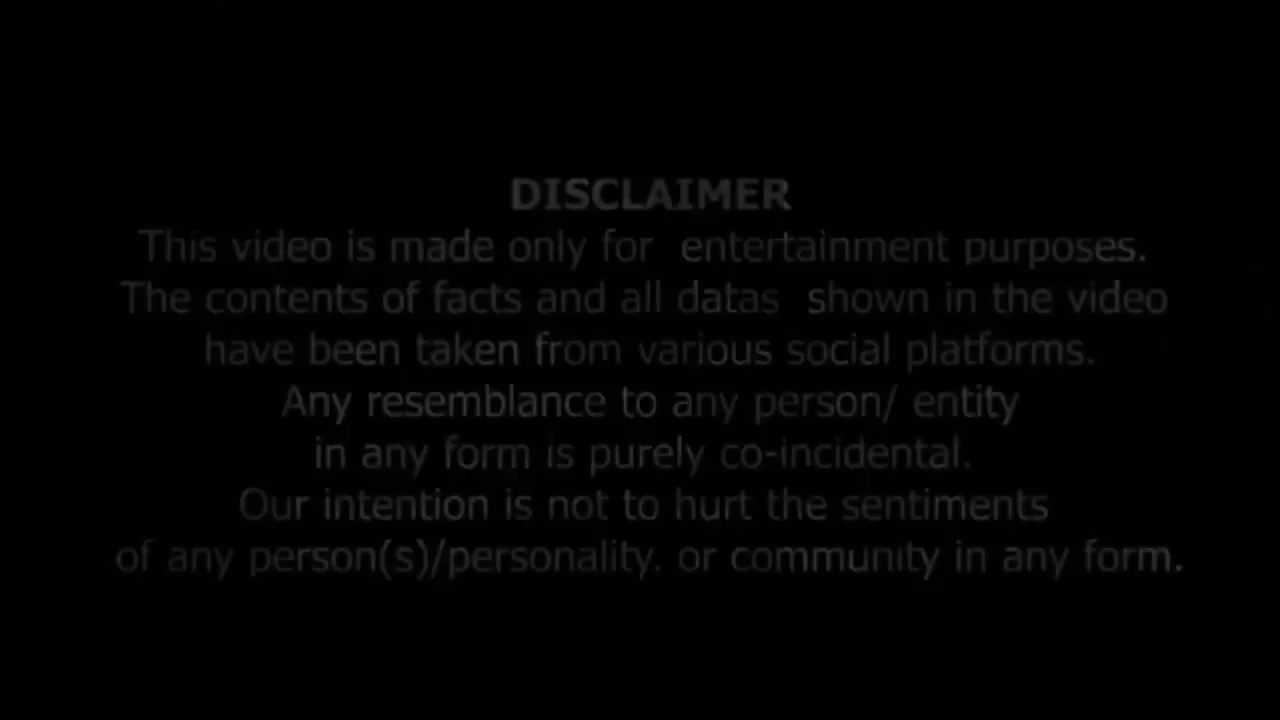 DISCLAIMER
This video is made only for entertainment purposes.
The contents of facts and all datas shown in the video
have been taken from various social platforms.
Any resemblance to any person/ entity
in any form is purely co-incidental.
Our intention is not to hurt the sentiments
of any person(s)/personality. or community in any form.